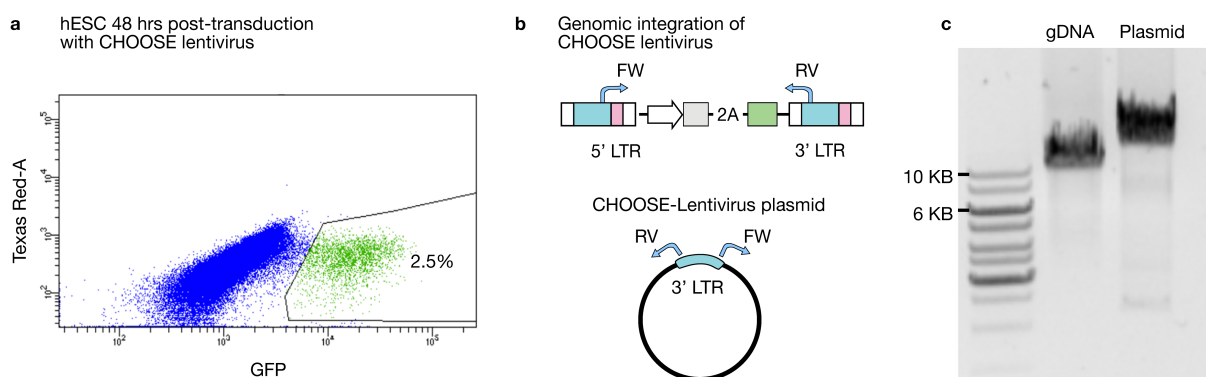 a
hESC 48 hrs post-transduction
with CHOOSE lentivirus
Texas Red-A
10^5
10^4
10^3
10^2
2.5%
10^2
10^3
10^4
10^5
GFP
b
Genomic integration of
CHOOSE lentivirus
FW
RV
2A
5' LTR
3' LTR
CHOOSE-Lentivirus plasmid
RV
FW
3' LTR
c
gDNA
Plasmid
10 KB
6 KB